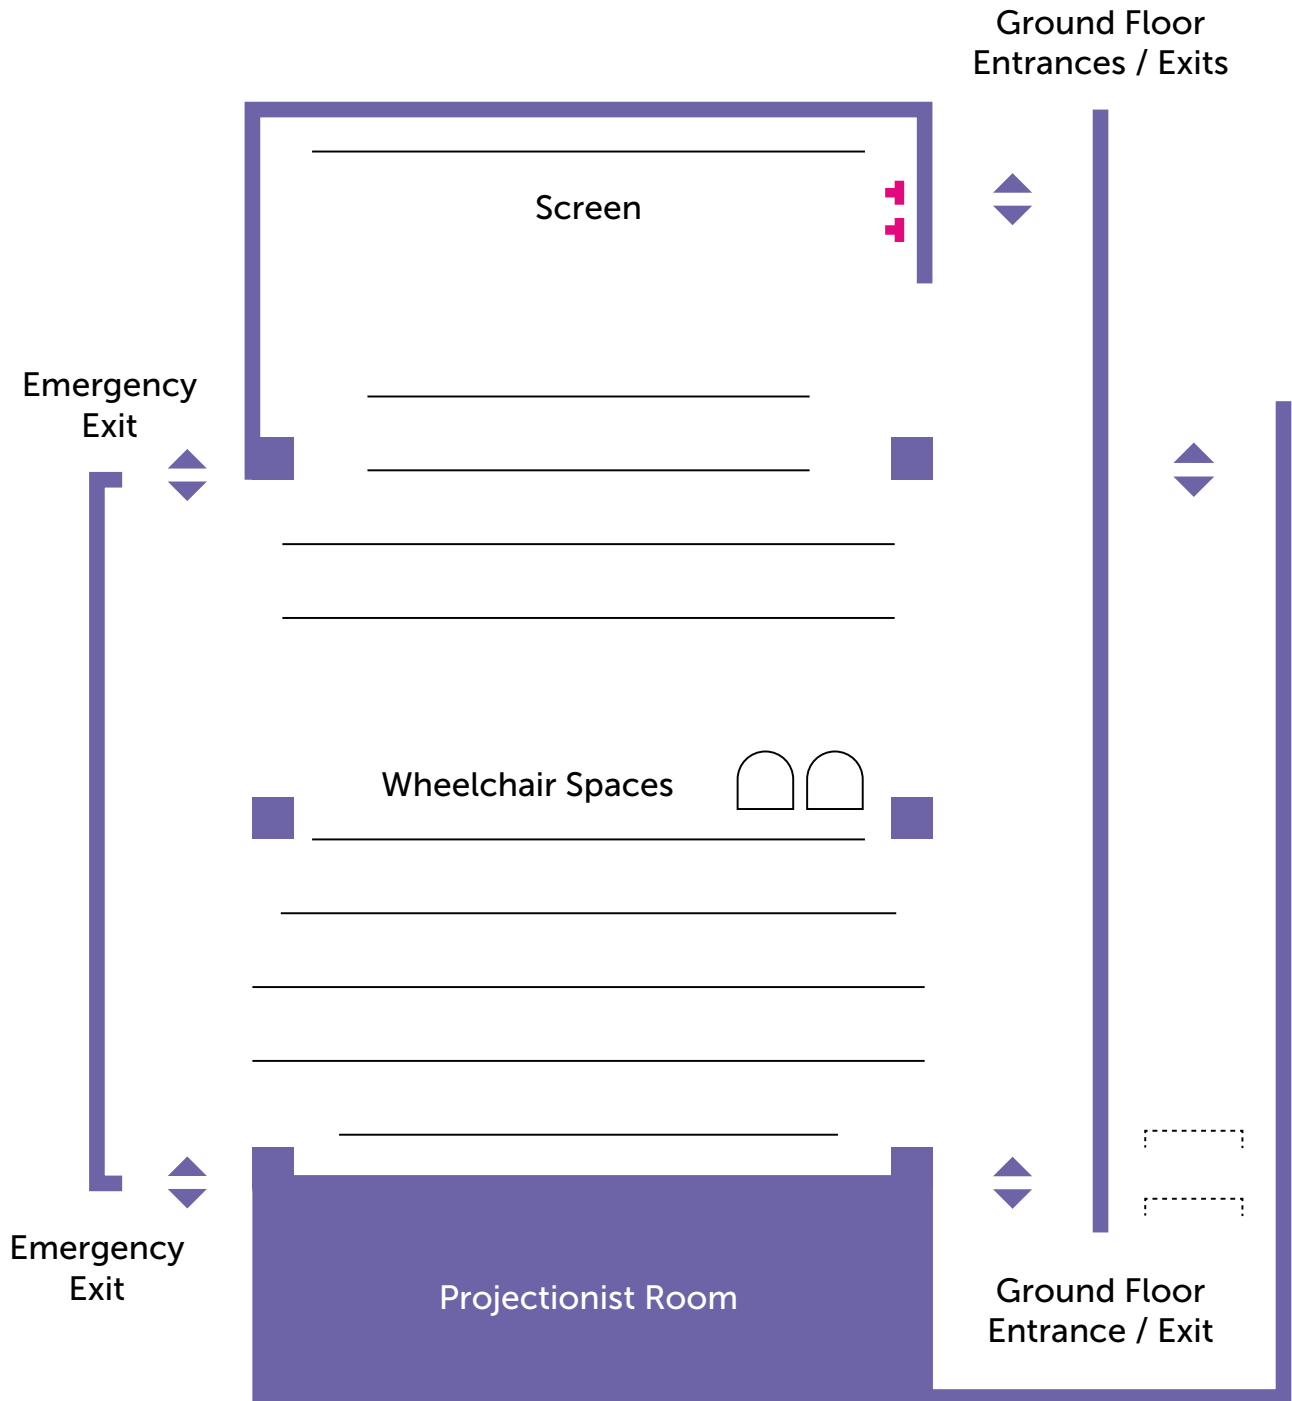 Ground Floor
Entrances / Exits
Screen
Emergency
Exit
Wheelchair Spaces
Emergency
Exit
Projectionist Room
Ground Floor
Entrance / Exit